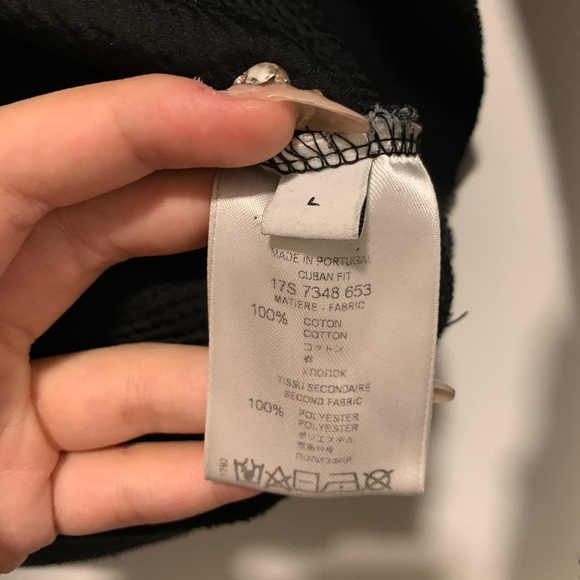 L
MADE IN PORTUGAL
CUBAN FIT
17S 7348 653
MATIERE - FABRIC
100% COTON
COTTON
コットン
棉
ХЛОПОК
TISSU SECONDAIRE
SECOND FABRIC
100% POLYESTER
POLYESTER
ポリエステル